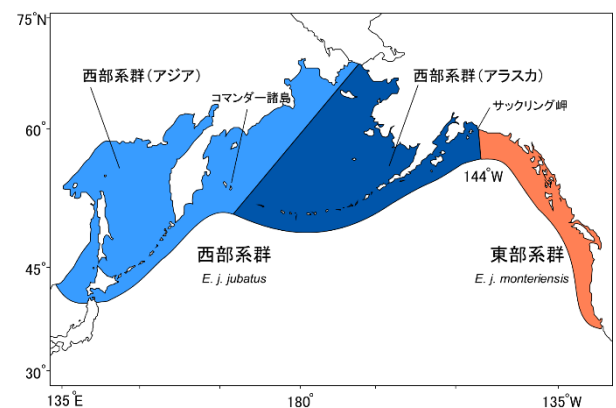 75°N
西部系群（アジア）
西部系群（アラスカ）
コマンダー諸島
サックリング岬
60°
144°W
西部系群
E. j. jubatus
東部系群
E. j. monteriensis
45°
30°
135°E
180°
135°W